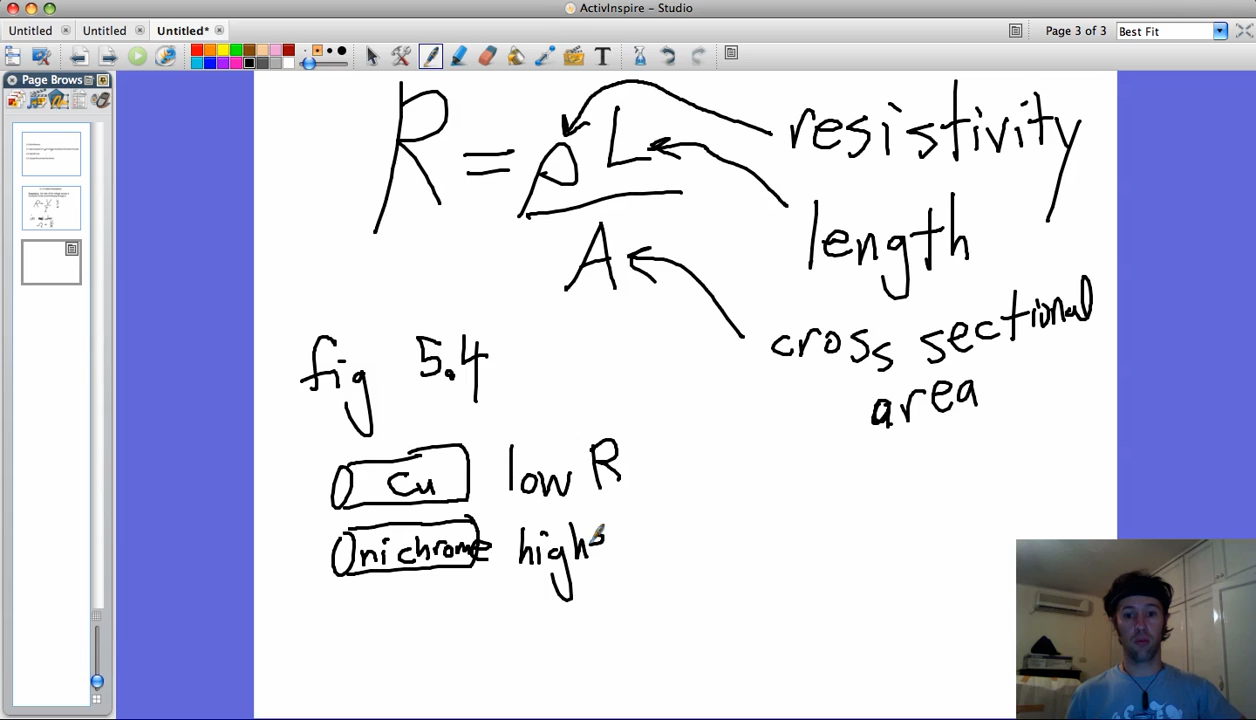 ActivInspire - Studio
Untitled
Untitled
Untitled*
Page 3 of 3
Best Fit
Page Brows
R = ρ L
A
resistivity
length
cross sectional
area
fig 5.4
Cu low R
nichrome high